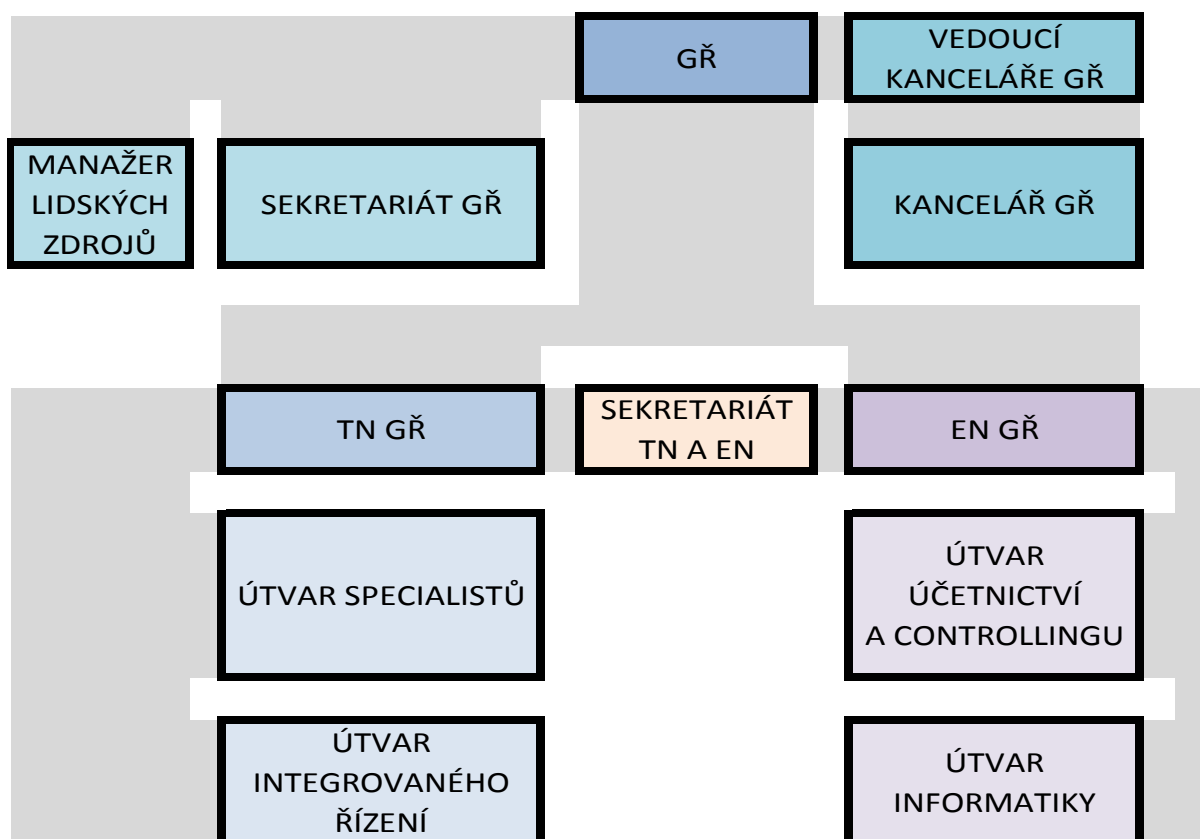 GŘ
VEDOUCÍ
KANCELÁŘE GŘ
MANAŽER
LIDSKÝCH
ZDROJŮ
SEKRETARIÁT GŘ
KANCELÁŘ GŘ
TN GŘ
SEKRETARIÁT
TN A EN
EN GŘ
ÚTVAR SPECIALISTŮ
ÚTVAR
ÚČETNICTVÍ
A CONTROLLINGU
ÚTVAR
INTEGROVANÉHO
ŘÍZENÍ
ÚTVAR
INFORMATIKY